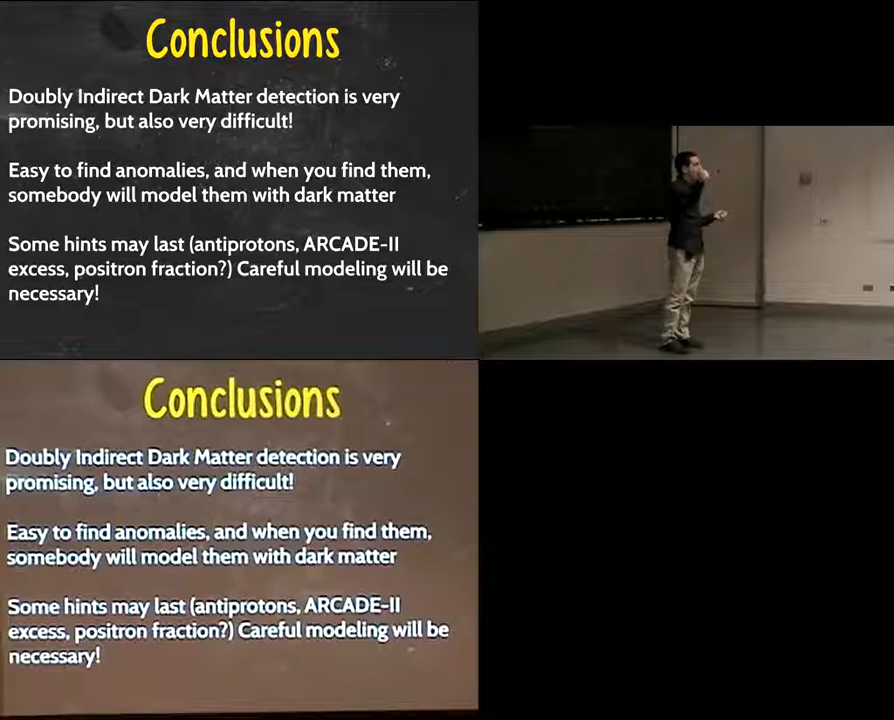 Conclusions
Doubly Indirect Dark Matter detection is very
promising, but also very difficult!
Easy to find anomalies, and when you find them,
somebody will model them with dark matter
Some hints may last (antiprotons, ARCADE-II
excess, positron fraction?) Careful modeling will be
necessary!
Conclusions
Doubly Indirect Dark Matter detection is very
promising, but also very difficult!
Easy to find anomalies, and when you find them,
somebody will model them with dark matter
Some hints may last (antiprotons, ARCADE-II
excess, positron fraction?) Careful modeling will be
necessary!